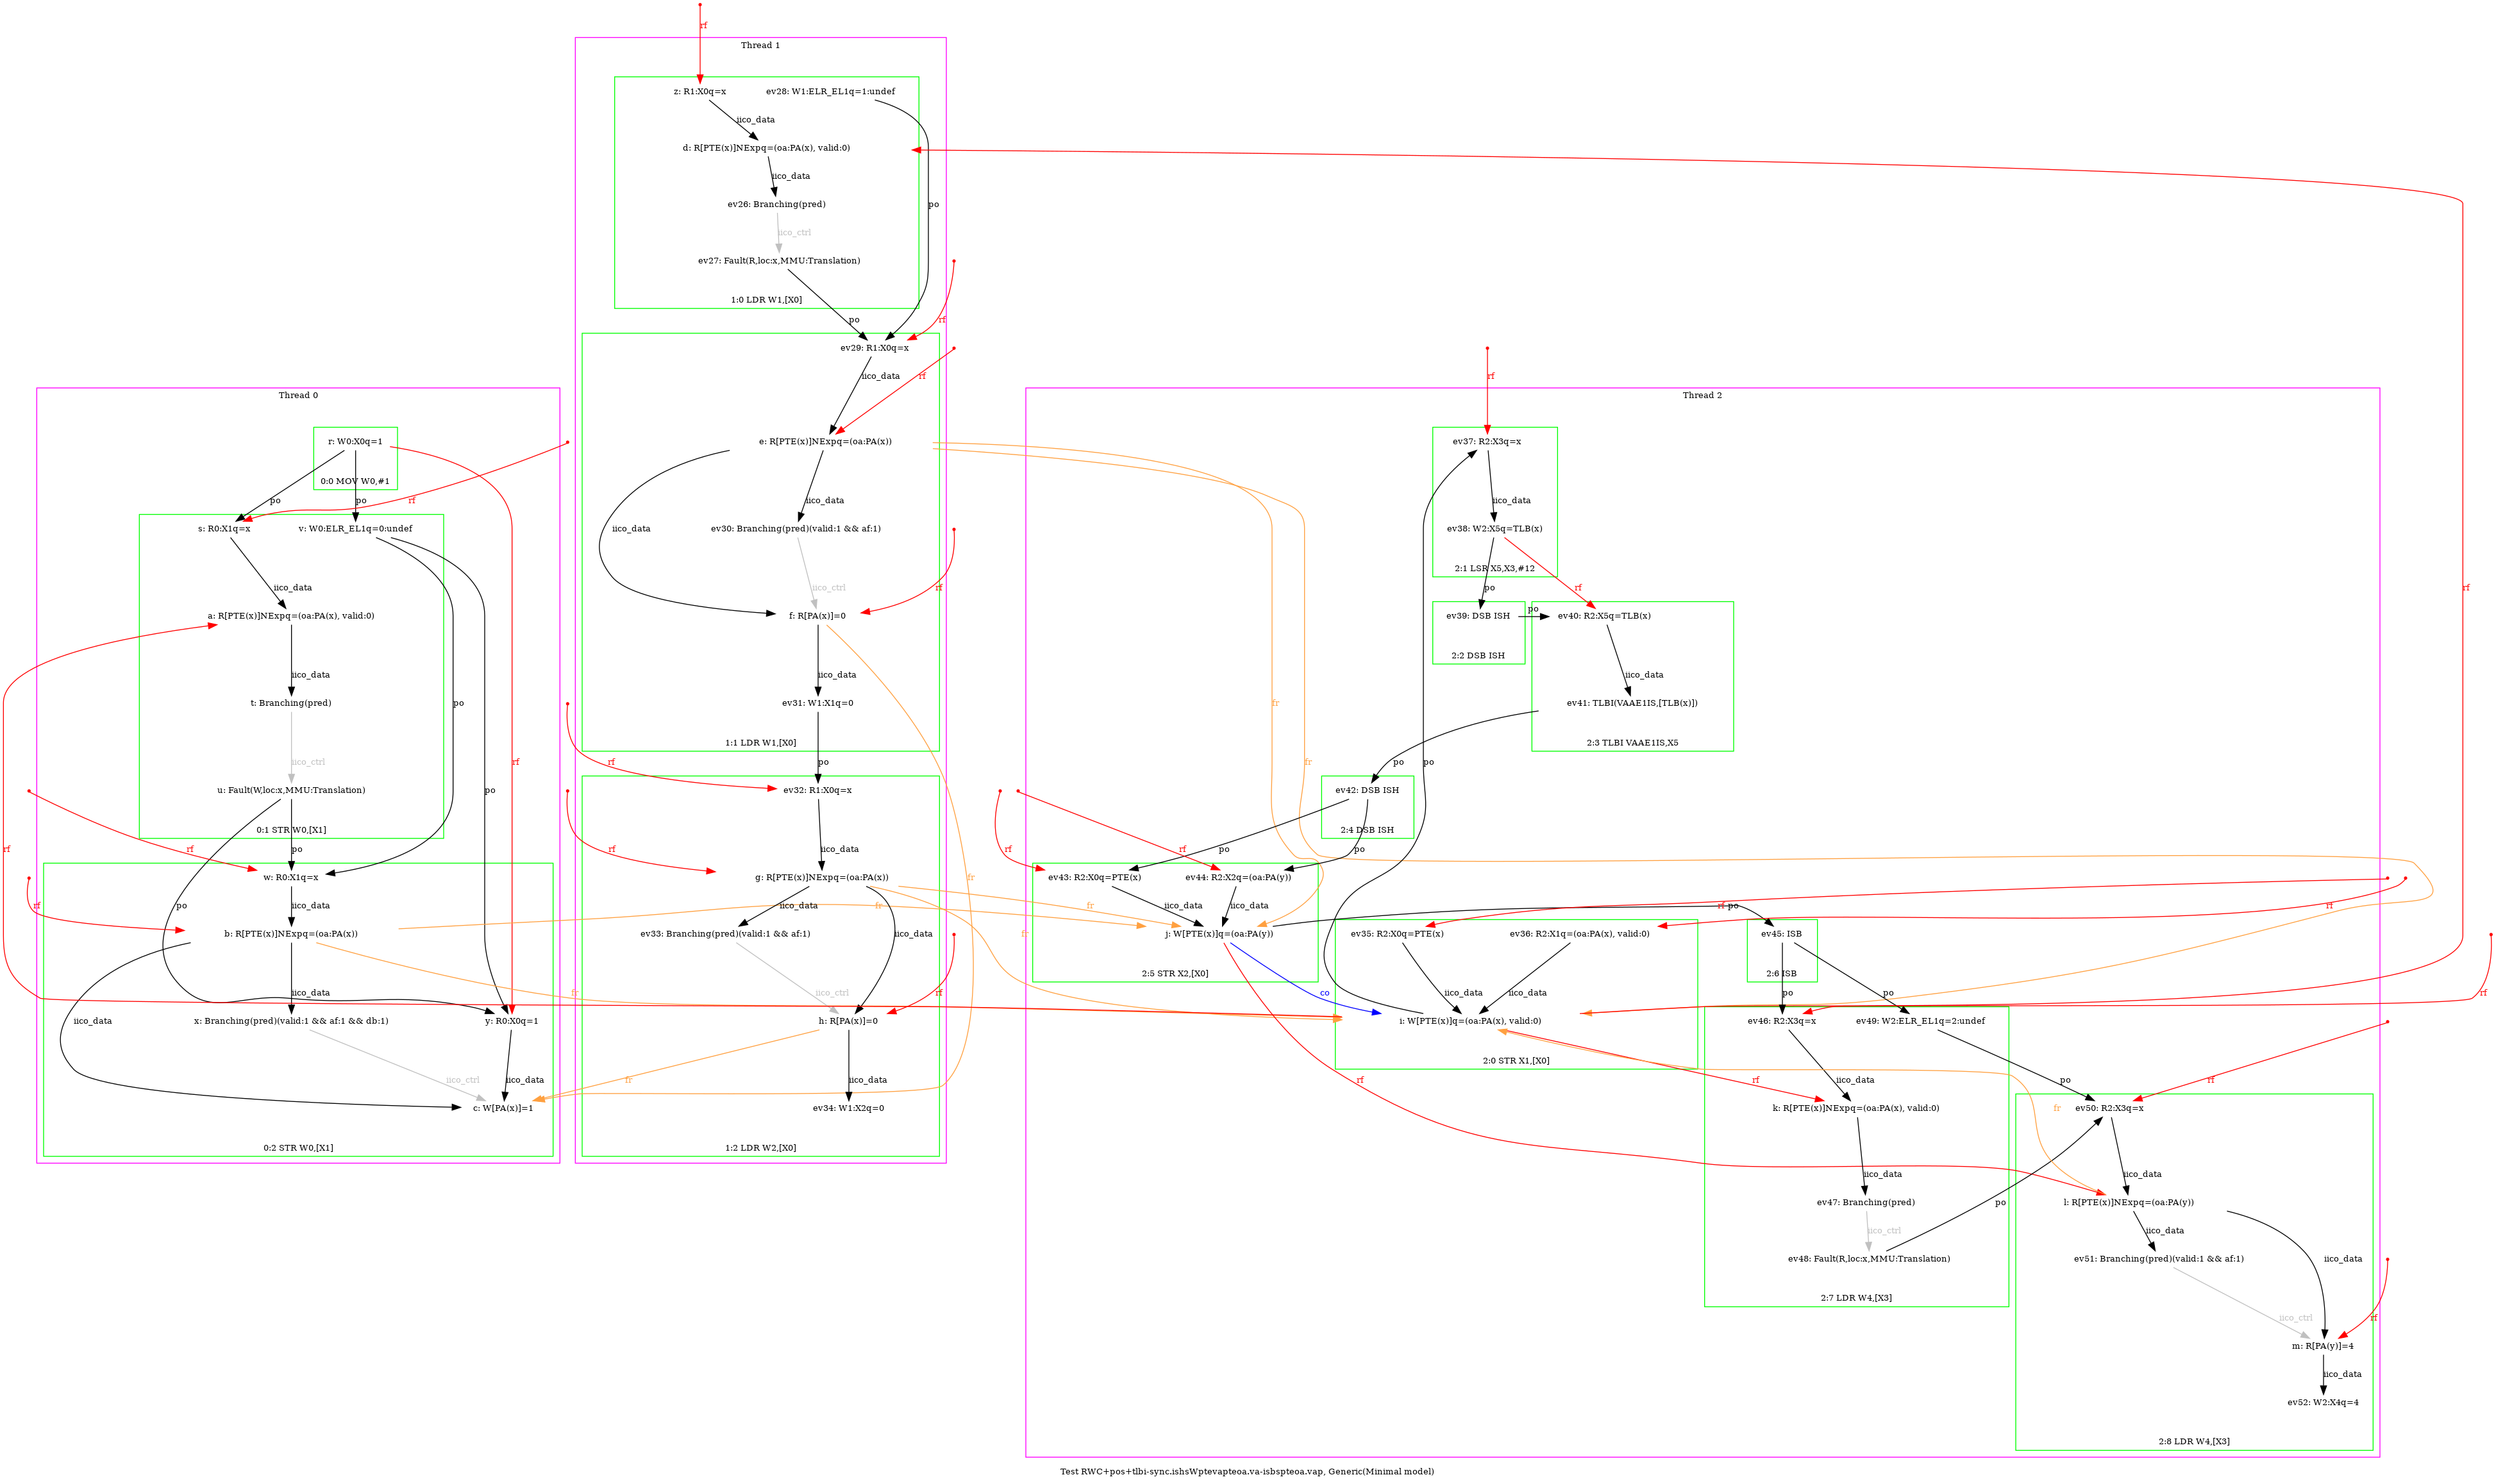 rf
Thread 1
z: R1:X0q=x
ev28: W1:ELR_EL1q=1:undef
iico_data
d: R[PTE(x)]NExpq=(oa:PA(x), valid:0)
iico_data
po
ev26: Branching(pred)
iico_ctrl
ev27: Fault(R,loc:x,MMU:Translation)
1:0 LDR W1,[X0]
po
rf
ev29: R1:X0q=x
iico_data
rf
e: R[PTE(x)]NExpq=(oa:PA(x))
iico_data
iico_data
ev30: Branching(pred)(valid:1 && af:1)
iico_ctrl
rf
f: R[PA(x)]=0
iico_data
ev31: W1:X1q=0
1:1 LDR W1,[X0]
po
rf
ev32: R1:X0q=x
iico_data
rf
g: R[PTE(x)]NExpq=(oa:PA(x))
iico_data
iico_data
ev33: Branching(pred)(valid:1 && af:1)
iico_ctrl
rf
h: R[PA(x)]=0
fr
iico_data
ev34: W1:X2q=0
1:2 LDR W2,[X0]
Thread 0
r: W0:X0q=1
0:0 MOV W0,#1
po
po
rf
s: R0:X1q=x
v: W0:ELR_EL1q=0:undef
iico_data
a: R[PTE(x)]NExpq=(oa:PA(x), valid:0)
iico_data
t: Branching(pred)
po
iico_ctrl
rf
u: Fault(W,loc:x,MMU:Translation)
po
0:1 STR W0,[X1]
rf
rf
po
w: R0:X1q=x
rf
iico_data
po
b: R[PTE(x)]NExpq=(oa:PA(x))
fr
iico_data
fr
iico_data
x: Branching(pred)(valid:1 && af:1 && db:1)
y: R0:X0q=1
iico_ctrl
iico_data
c: W[PA(x)]=1
0:2 STR W0,[X1]
fr
fr
fr
fr
fr
rf
Thread 2
rf
ev37: R2:X3q=x
iico_data
ev38: W2:X5q=TLB(x)
2:1 LSR X5,X3,#12
po
rf
ev39: DSB ISH
2:2 DSB ISH
po
ev40: R2:X5q=TLB(x)
iico_data
ev41: TLBI(VAAE1IS,[TLB(x)])
2:3 TLBI VAAE1IS,X5
po
po
ev42: DSB ISH
2:4 DSB ISH
rf
rf
po
po
ev43: R2:X0q=PTE(x)
ev44: R2:X2q=(oa:PA(y))
iico_data
iico_data
j: W[PTE(x)]q=(oa:PA(y))
2:5 STR X2,[X0]
rf
po
rf
ev35: R2:X0q=PTE(x)
ev36: R2:X1q=(oa:PA(x), valid:0)
iico_data
iico_data
co
i: W[PTE(x)]q=(oa:PA(x), valid:0)
2:0 STR X1,[X0]
ev45: ISB
2:6 ISB
po
po
rf
ev46: R2:X3q=x
ev49: W2:ELR_EL1q=2:undef
rf
iico_data
po
rf
rf
k: R[PTE(x)]NExpq=(oa:PA(x), valid:0)
iico_data
ev47: Branching(pred)
iico_ctrl
ev48: Fault(R,loc:x,MMU:Translation)
2:7 LDR W4,[X3]
po
fr
ev50: R2:X3q=x
iico_data
l: R[PTE(x)]NExpq=(oa:PA(y))
iico_data
iico_data
ev51: Branching(pred)(valid:1 && af:1)
iico_ctrl
rf
m: R[PA(y)]=4
iico_data
ev52: W2:X4q=4
2:8 LDR W4,[X3]
Test RWC+pos+tlbi-sync.ishsWptevapteoa.va-isbspteoa.vap, Generic(Minimal model)